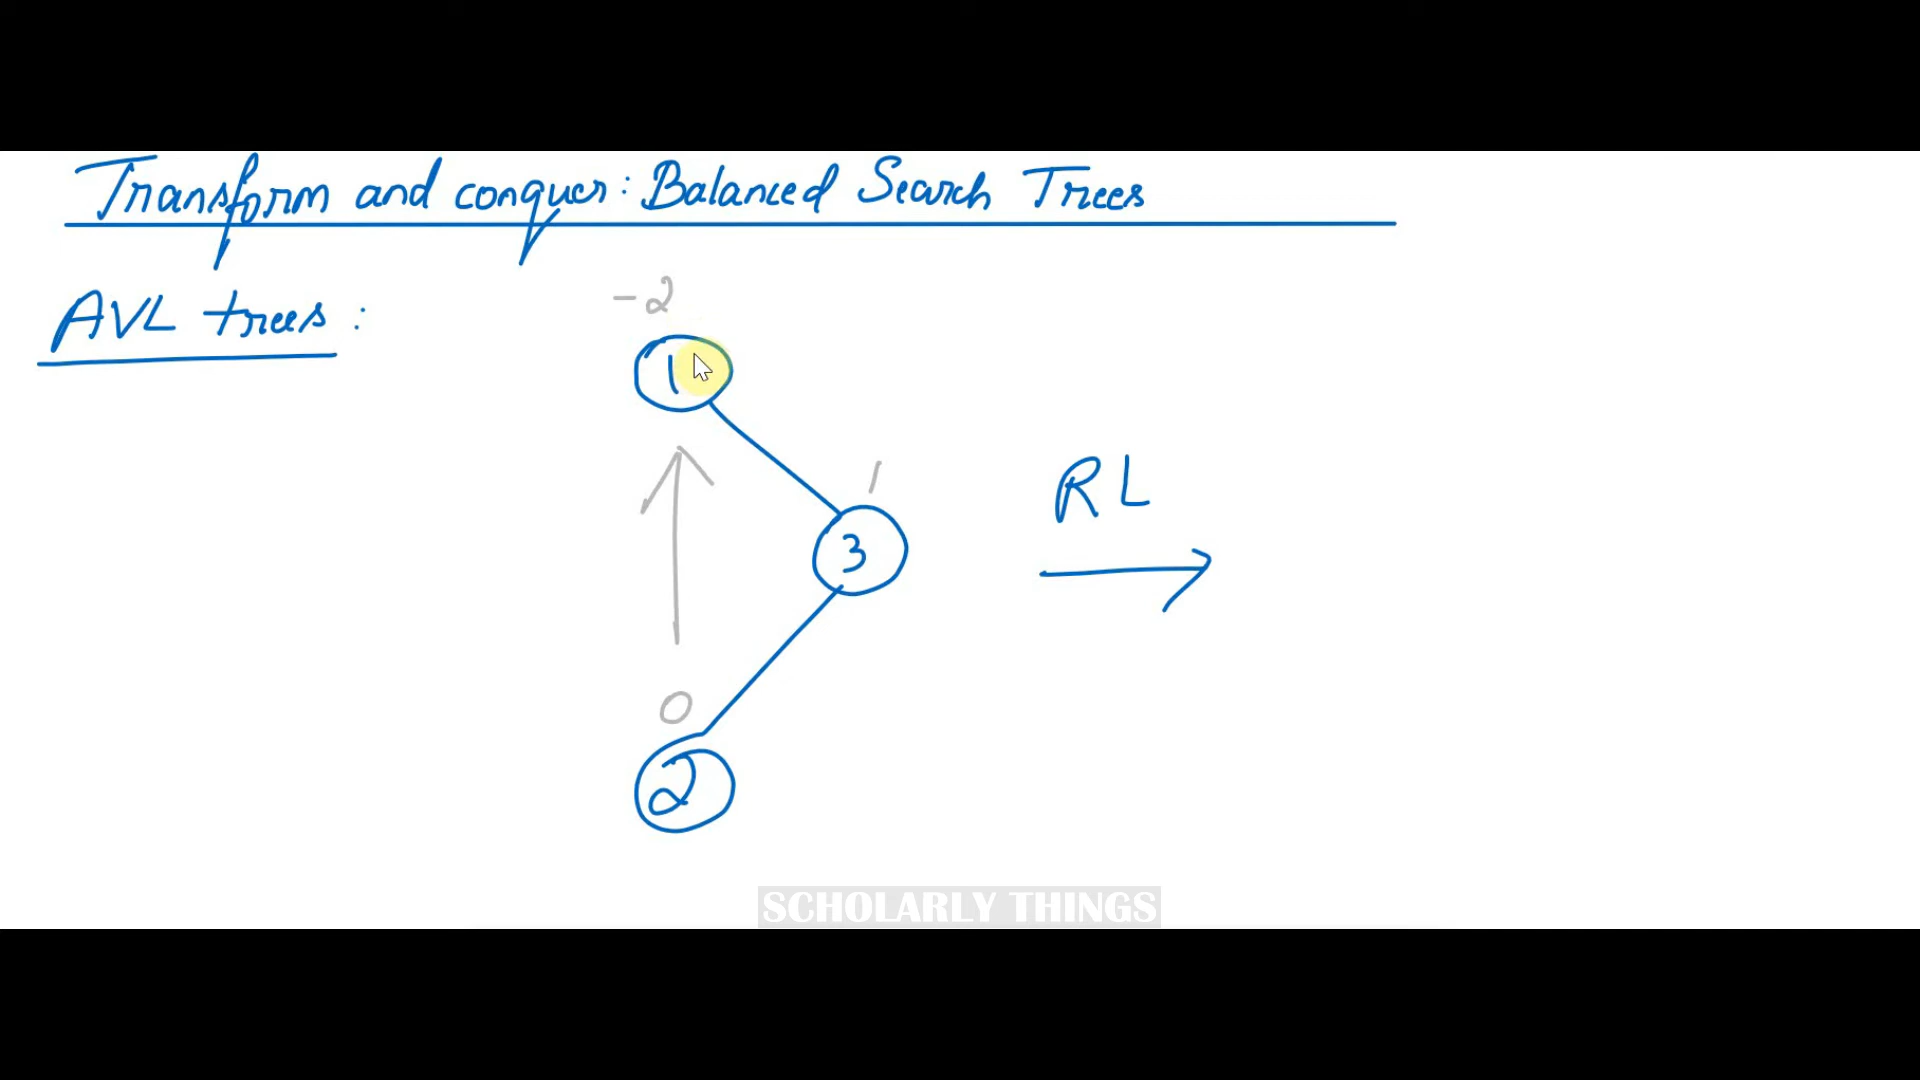 Transform and conquer: Balanced Search Trees
AVL trees:
-2
1
1
3
RL
0
2
SCHOLARLY THINGS